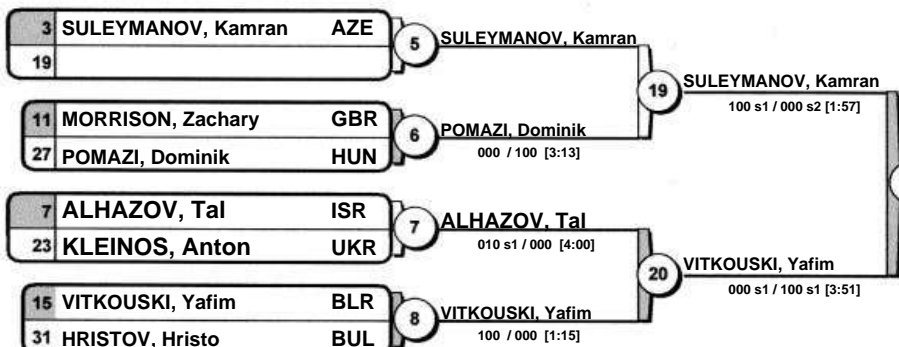 3 SULEYMANOV, Kamran AZE
19
5
SULEYMANOV, Kamran
11 MORRISON, Zachary GBR
27 POMAZI, Dominik HUN
6
POMAZI, Dominik
000 / 100 [3:13]
19
SULEYMANOV, Kamran
100 s1 / 000 s2 [1:57]
7 ALHAZOV, Tal ISR
23 KLEINOS, Anton UKR
7
ALHAZOV, Tal
010 s1 / 000 [4:00]
15 VITKOUSKI, Yafim BLR
31 HRISTOV, Hristo BUL
8
VITKOUSKI, Yafim
100 / 000 [1:15]
20
VITKOUSKI, Yafim
000 s1 / 100 s1 [3:51]